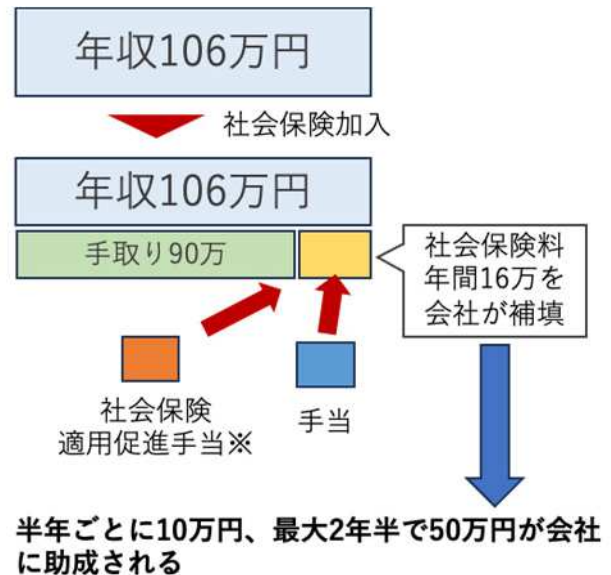 年収106万円
社会保険加入
年収106万円
手取り90万
社会保険料
年間16万を
会社が補填
社会保険
適用促進手当※
手当
半年ごとに10万円、最大2年半で50万円が会社
に助成される